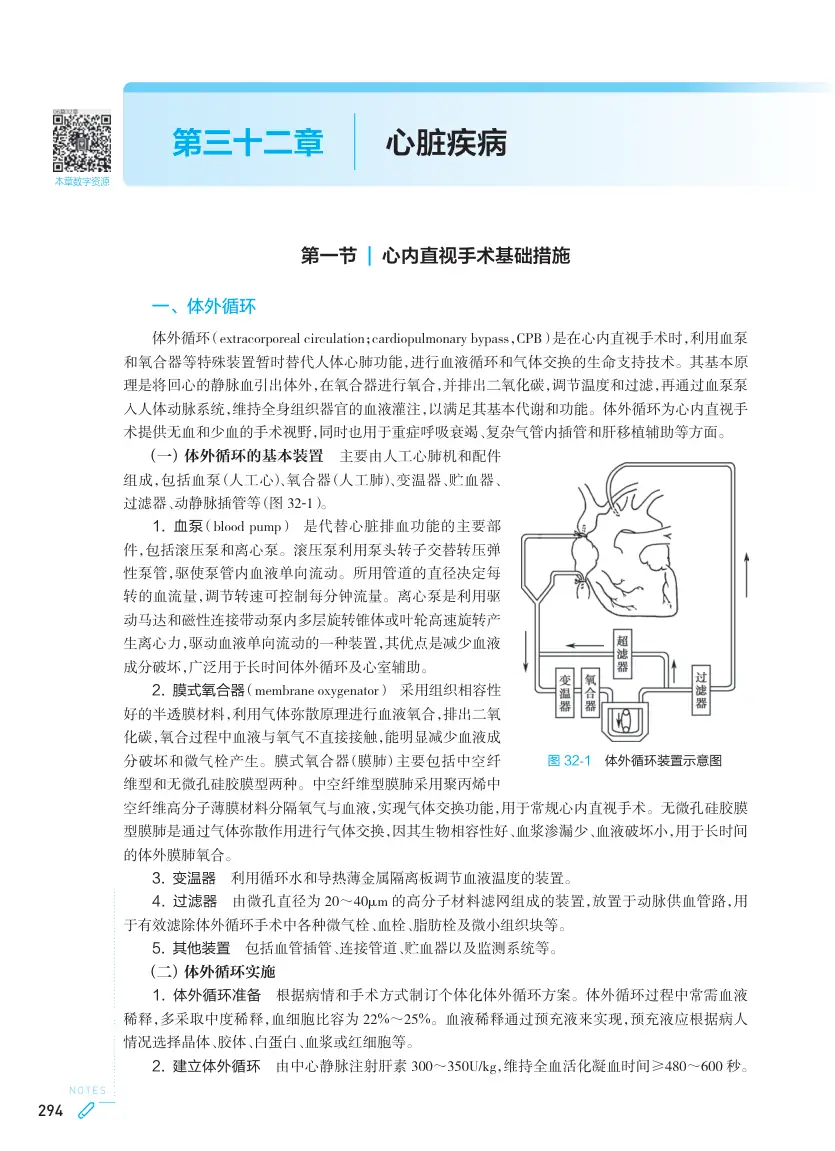 06篇32章
本章数字资源
第三十二章
心脏疾病
第一节 | 心内直视手术基础措施
一、体外循环
体外循环（extracorporeal circulation；cardiopulmonary bypass，CPB）是在心内直视手术时，利用血泵
和氧合器等特殊装置暂时替代人体心肺功能，进行血液循环和气体交换的生命支持技术。其基本原
理是将回心的静脉血引出体外，在氧合器进行氧合，并排出二氧化碳，调节温度和过滤，再通过血泵泵
入人体动脉系统，维持全身组织器官的血液灌注，以满足其基本代谢和功能。体外循环为心内直视手
术提供无血和少血的手术视野，同时也用于重症呼吸衰竭、复杂气管内插管和肝移植辅助等方面。
（一）体外循环的基本装置　主要由人工心肺机和配件
组成，包括血泵（人工心）、氧合器（人工肺）、变温器、贮血器、
过滤器、动静脉插管等（图 32-1）。
1. 血泵（blood pump）　是代替心脏排血功能的主要部
件，包括滚压泵和离心泵。滚压泵利用泵头转子交替转压弹
性泵管，驱使泵管内血液单向流动。所用管道的直径决定每
转的血流量，调节转速可控制每分钟流量。离心泵是利用驱
动马达和磁性连接带动泵内多层旋转锥体或叶轮高速旋转产
生离心力，驱动血液单向流动的一种装置，其优点是减少血液
成分破坏，广泛用于长时间体外循环及心室辅助。
2. 膜式氧合器（membrane oxygenator）　采用组织相容性
好的半透膜材料，利用气体弥散原理进行血液氧合，排出二氧
化碳，氧合过程中血液与氧气不直接接触，能明显减少血液成
分破坏和微气栓产生。膜式氧合器（膜肺）主要包括中空纤
维型和无微孔硅胶膜型两种。中空纤维型膜肺采用聚丙烯中
空纤维高分子薄膜材料分隔氧气与血液，实现气体交换功能，用于常规心内直视手术。无微孔硅胶膜
型膜肺是通过气体弥散作用进行气体交换，因其生物相容性好、血浆渗漏少、血液破坏小，用于长时间
的体外膜肺氧合。
超滤器
变温器
氧合器
过滤器
图 32-1　体外循环装置示意图
3. 变温器　利用循环水和导热薄金属隔离板调节血液温度的装置。
4. 过滤器　由微孔直径为 20～40μm 的高分子材料滤网组成的装置，放置于动脉供血管路，用
于有效滤除体外循环手术中各种微气栓、血栓、脂肪栓及微小组织块等。
5. 其他装置　包括血管插管、连接管道、贮血器以及监测系统等。
（二）体外循环实施
1. 体外循环准备　根据病情和手术方式制订个体化体外循环方案。体外循环过程中常需血液
稀释，多采取中度稀释，血细胞比容为 22%～25%。血液稀释通过预充液来实现，预充液应根据病人
情况选择晶体、胶体、白蛋白、血浆或红细胞等。
2. 建立体外循环　由中心静脉注射肝素 300～350U/kg，维持全血活化凝血时间≥480～600 秒。
NOTES
294